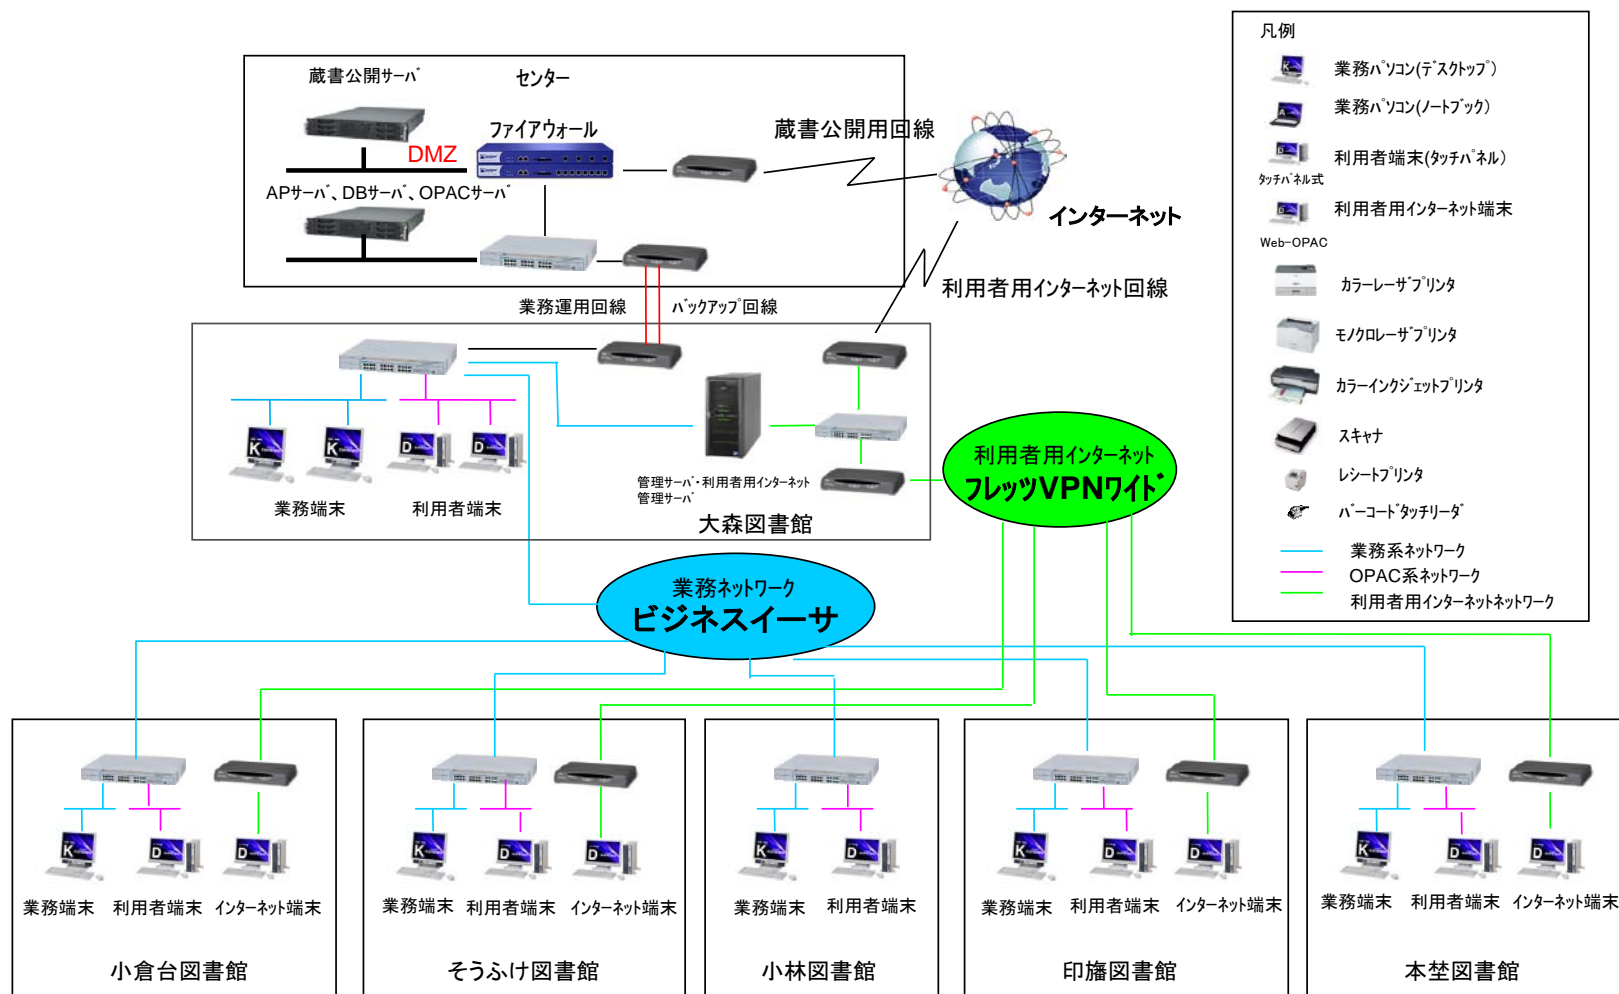 蔵書公開サーバ
センター
ファイアウォール
DMZ
APサーバ、DBサーバ、OPACサーバ
蔵書公開用回線
インターネット
利用者用インターネット回線
業務運用回線
バックアップ回線
業務端末
利用者端末
管理サーバ・利用者用インターネット
管理サーバ
大森図書館
利用者用インターネット
フレッツVPNワイド
業務ネットワーク
ビジネスイーサ
業務端末
利用者端末
インターネット端末
小倉台図書館
業務端末
利用者端末
インターネット端末
そうふけ図書館
業務端末
利用者端末
小林図書館
業務端末
利用者端末
インターネット端末
印旛図書館
業務端末
利用者端末
インターネット端末
本埜図書館
凡例
業務パソコン(デスクトップ)
業務パソコン(ノートブック)
利用者端末(タッチパネル)
タッチパネル式
利用者用インターネット端末
Web-OPAC
カラーレーザプリンタ
モノクロレーザプリンタ
カラーインクジェットプリンタ
スキャナ
レシートプリンタ
バーコードタッチリーダ
業務系ネットワーク
OPAC系ネットワーク
利用者用インターネットネットワーク